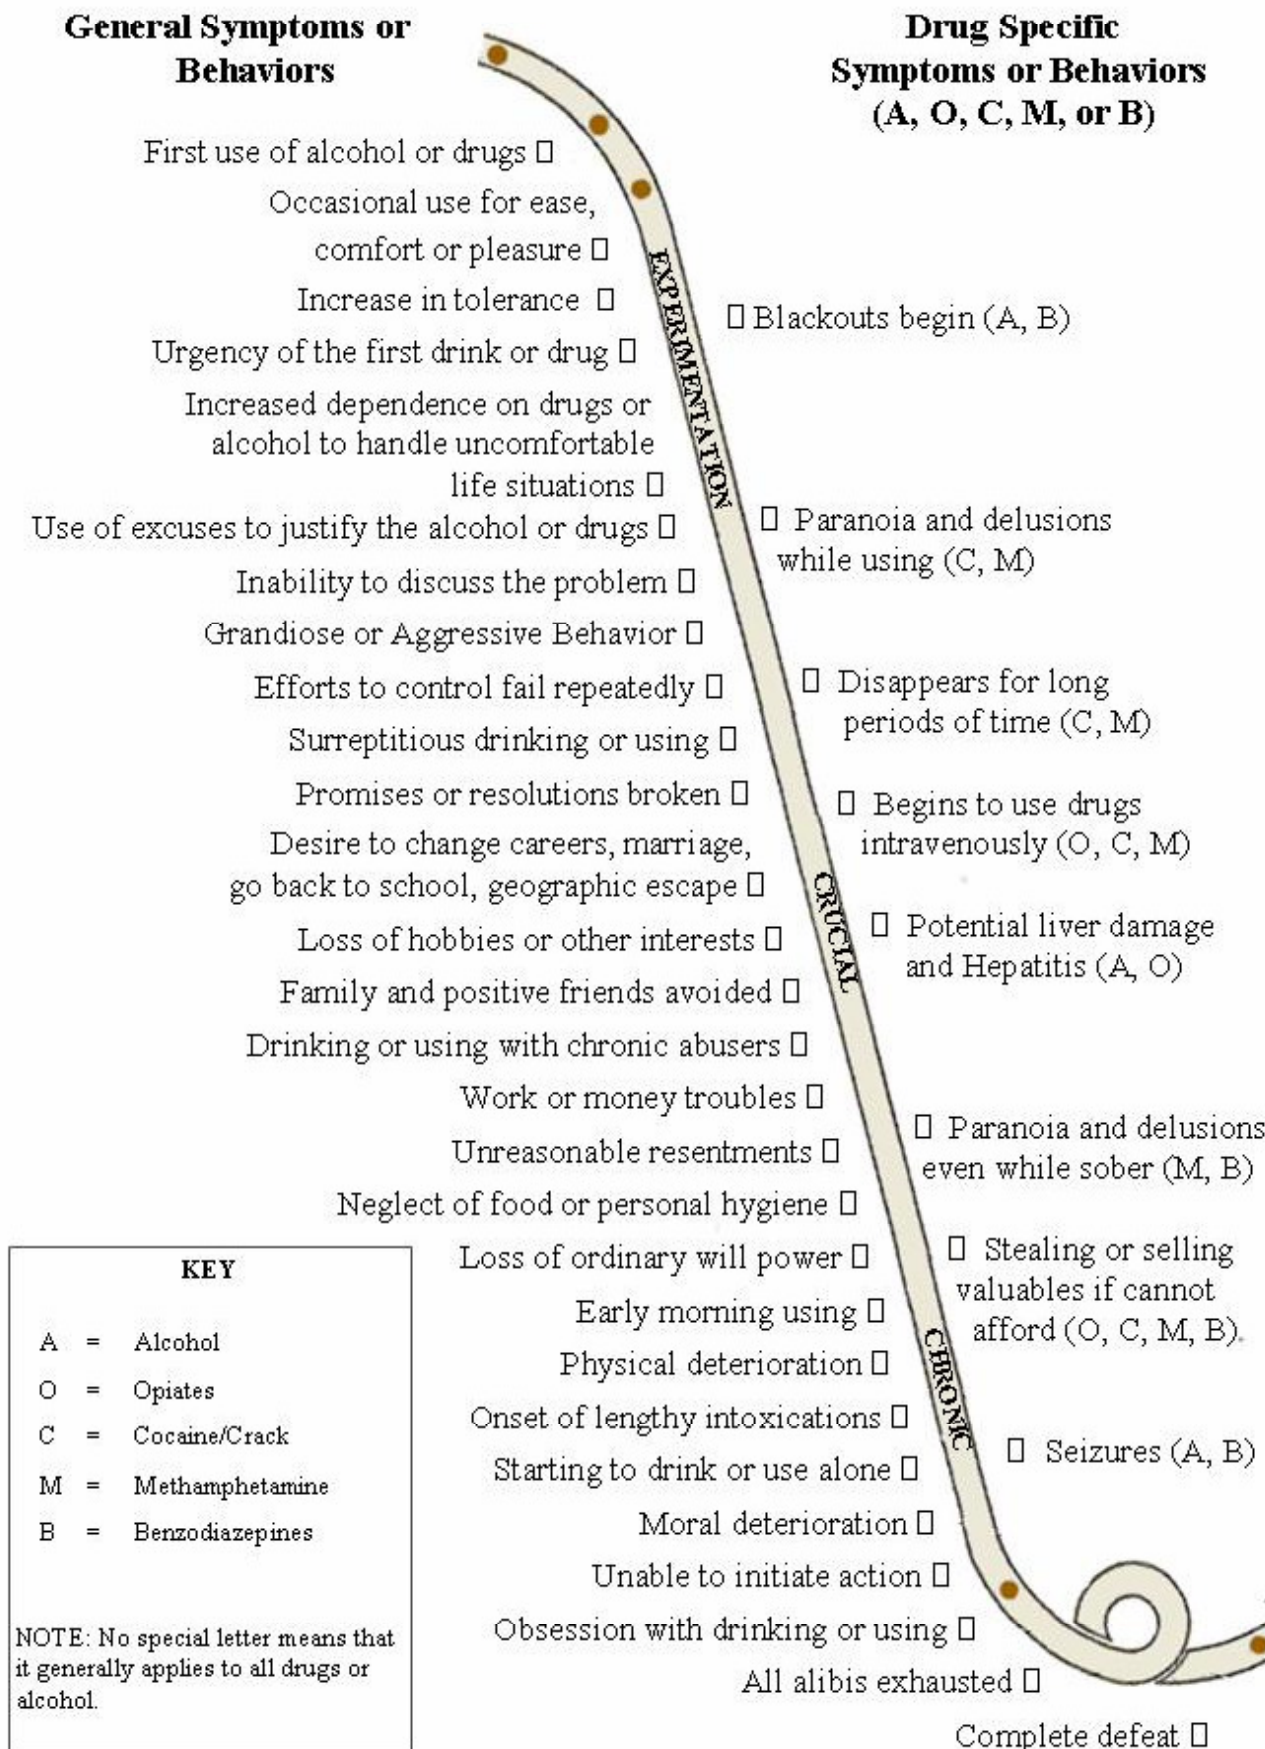 General Symptoms or
Behaviors
First use of alcohol or drugs
Occasional use for ease,
comfort or pleasure
Increase in tolerance
Urgency of the first drink or drug
Increased dependence on drugs or
alcohol to handle uncomfortable
life situations
Use of excuses to justify the alcohol or drugs
Inability to discuss the problem
Grandiose or Aggressive Behavior
Efforts to control fail repeatedly
Surreptitious drinking or using
Promises or resolutions broken
Desire to change careers, marriage,
go back to school, geographic escape
Loss of hobbies or other interests
Family and positive friends avoided
Drinking or using with chronic abusers
Work or money troubles
Unreasonable resentments
Neglect of food or personal hygiene
Loss of ordinary will power
Early morning using
Physical deterioration
Onset of lengthy intoxications
Starting to drink or use alone
Moral deterioration
Unable to initiate action
Obsession with drinking or using
All alibis exhausted
Complete defeat
EXPERIMENTATION
CRUCIAL
CHRONIC
Drug Specific
Symptoms or Behaviors
(A, O, C, M, or B)
Blackouts begin (A, B)
Paranoia and delusions
while using (C, M)
Disappears for long
periods of time (C, M)
Begins to use drugs
intravenously (O, C, M)
Potential liver damage
and Hepatitis (A, O)
Paranoia and delusions
even while sober (M, B)
Stealing or selling
valuables if cannot
afford (O, C, M, B).
Seizures (A, B)
KEY
A = Alcohol
O = Opiates
C = Cocaine/Crack
M = Methamphetamine
B = Benzodiazepines
NOTE: No special letter means that
it generally applies to all drugs or
alcohol.